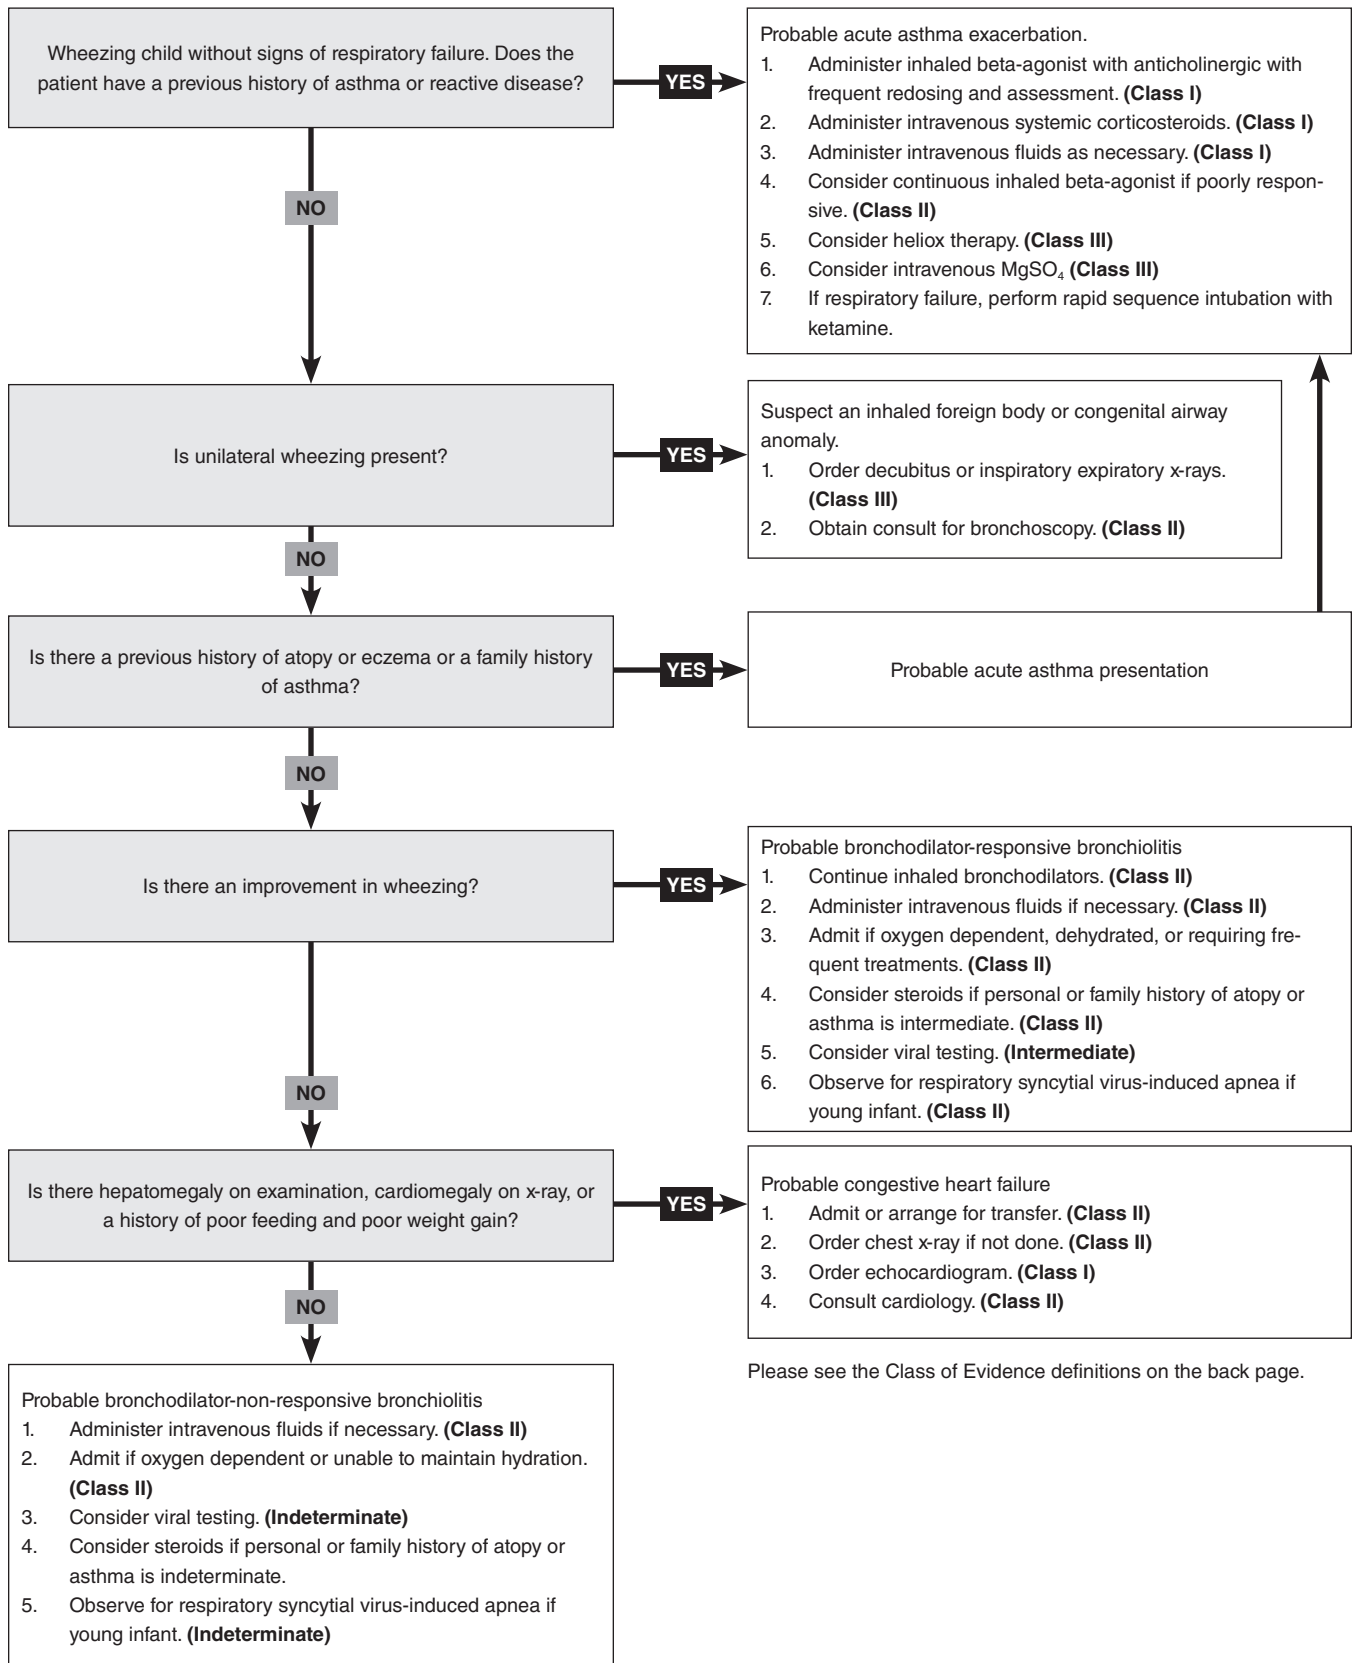 Wheezing child without signs of respiratory failure. Does the
patient have a previous history of asthma or reactive disease?
YES
Probable acute asthma exacerbation.
1. Administer inhaled beta-agonist with anticholinergic with
frequent redosing and assessment. (Class I)
2. Administer intravenous systemic corticosteroids. (Class I)
3. Administer intravenous fluids as necessary. (Class I)
4. Consider continuous inhaled beta-agonist if poorly respon-
sive. (Class II)
5. Consider heliox therapy. (Class III)
6. Consider intravenous MgSO₄ (Class III)
7. If respiratory failure, perform rapid sequence intubation with
ketamine.
NO
Is unilateral wheezing present?
YES
Suspect an inhaled foreign body or congenital airway
anomaly.
1. Order decubitus or inspiratory expiratory x-rays.
(Class III)
2. Obtain consult for bronchoscopy. (Class II)
NO
Is there a previous history of atopy or eczema or a family history
of asthma?
YES
Probable acute asthma presentation
NO
Is there an improvement in wheezing?
YES
Probable bronchodilator-responsive bronchiolitis
1. Continue inhaled bronchodilators. (Class II)
2. Administer intravenous fluids if necessary. (Class II)
3. Admit if oxygen dependent, dehydrated, or requiring fre-
quent treatments. (Class II)
4. Consider steroids if personal or family history of atopy or
asthma is intermediate. (Class II)
5. Consider viral testing. (Intermediate)
6. Observe for respiratory syncytial virus-induced apnea if
young infant. (Class II)
NO
Is there hepatomegaly on examination, cardiomegaly on x-ray, or
a history of poor feeding and poor weight gain?
YES
Probable congestive heart failure
1. Admit or arrange for transfer. (Class II)
2. Order chest x-ray if not done. (Class II)
3. Order echocardiogram. (Class I)
4. Consult cardiology. (Class II)
NO
Please see the Class of Evidence definitions on the back page.
Probable bronchodilator-non-responsive bronchiolitis
1. Administer intravenous fluids if necessary. (Class II)
2. Admit if oxygen dependent or unable to maintain hydration.
(Class II)
3. Consider viral testing. (Indeterminate)
4. Consider steroids if personal or family history of atopy or
asthma is indeterminate.
5. Observe for respiratory syncytial virus-induced apnea if
young infant. (Indeterminate)